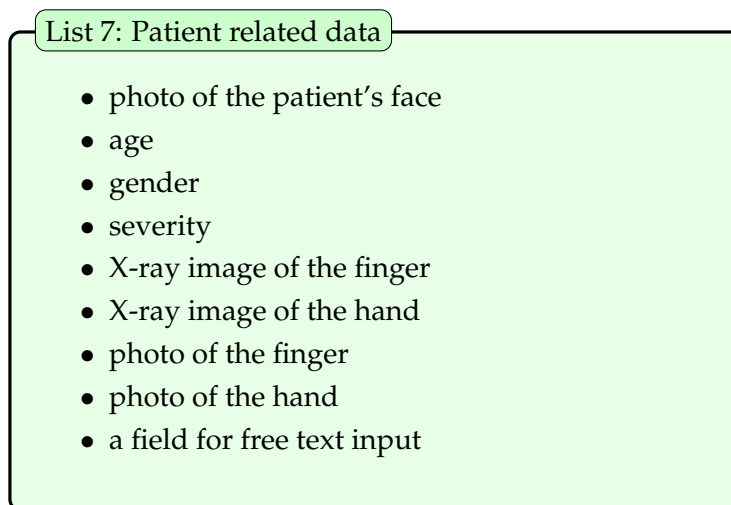 List 7: Patient related data
• photo of the patient's face
• age
• gender
• severity
• X-ray image of the finger
• X-ray image of the hand
• photo of the finger
• photo of the hand
• a field for free text input